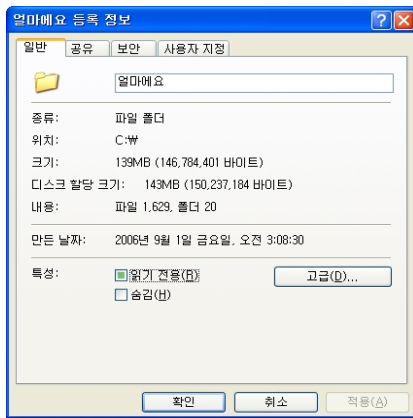 얼마에요 등록 정보
일반 공유 보안 사용자 지정
얼마에요
종류: 파일 폴더
위치: C:₩
크기: 139MB (146,784,401 바이트)
디스크 할당 크기: 143MB (150,237,184 바이트)
내용: 파일 1,629, 폴더 20
만든 날짜: 2006년 9월 1일 금요일, 오전 3:08:30
특성: 읽기 전용(R) 고급(D)...
숨김(H)
확인 취소 적용(A)